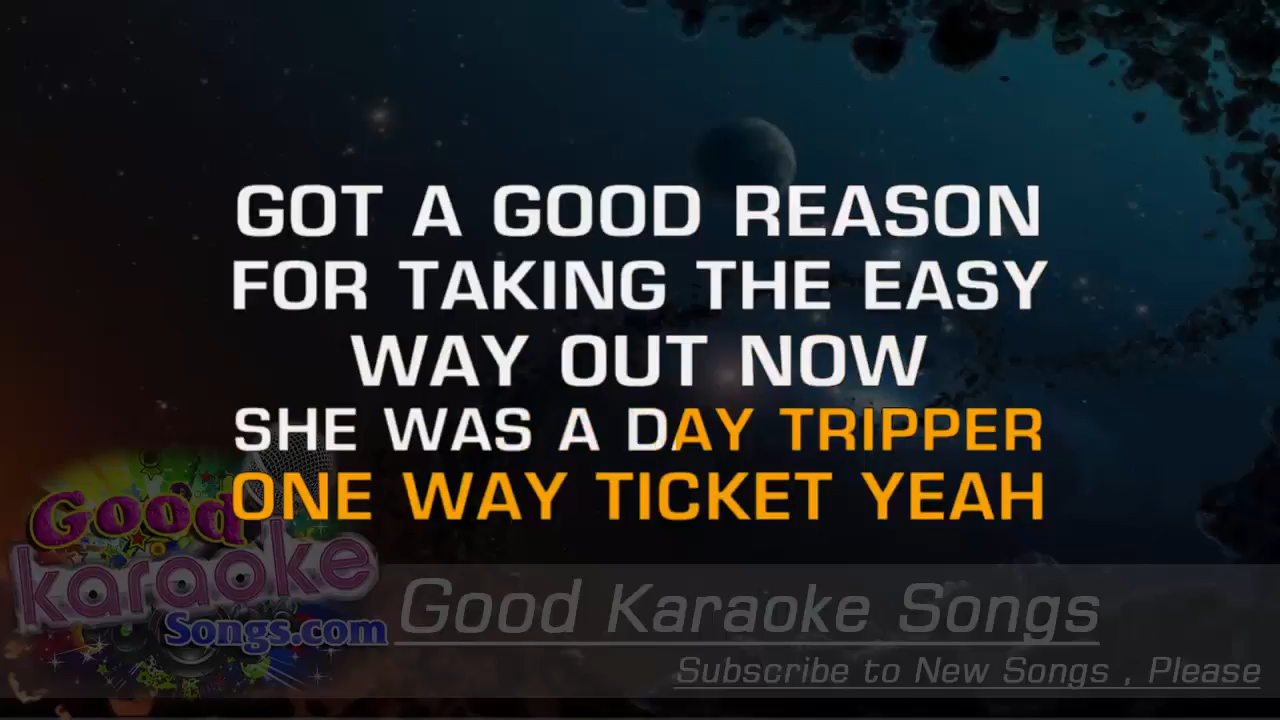 GOT A GOOD REASON
FOR TAKING THE EASY
WAY OUT NOW
SHE WAS A DAY TRIPPER
ONE WAY TICKET YEAH
Good
karaoke
Songs.com
Good Karaoke Songs
Subscribe to New Songs , Please